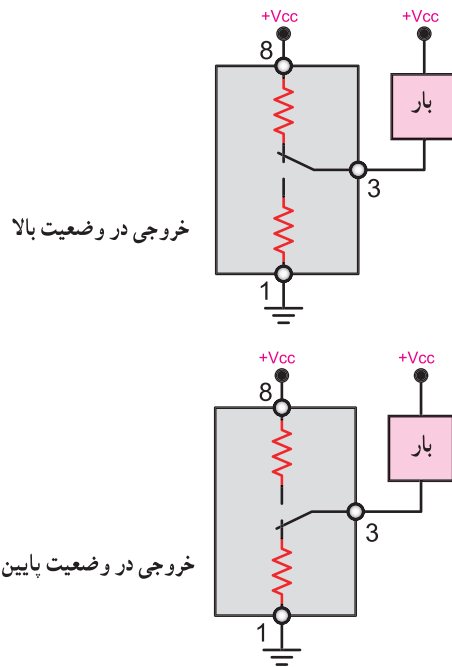 +Vcc +Vcc
8
بار
3
خروجی در وضعیت بالا
1
+Vcc +Vcc
8
بار
3
خروجی در وضعیت پایین
1